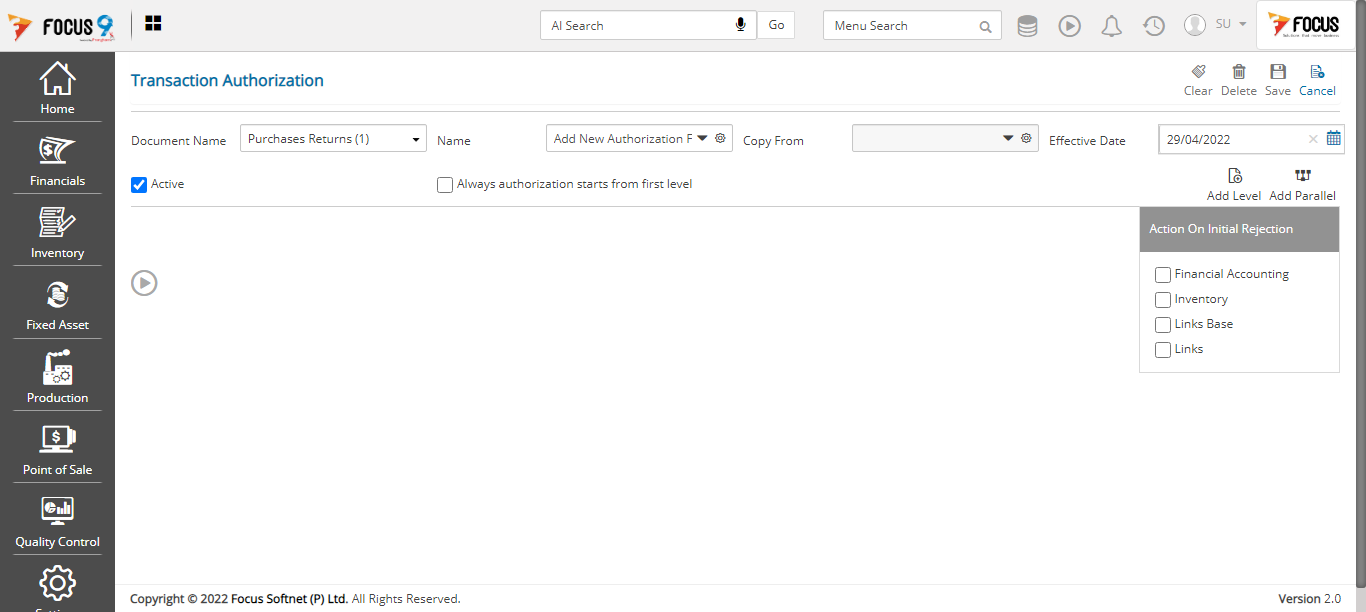 FOCUS 9
AI Search
Go
Menu Search
SU
FOCUS
Home
Financials
Inventory
Fixed Asset
Production
Point of Sale
Quality Control
Transaction Authorization
Clear
Delete
Save
Cancel
Document Name
Purchases Returns (1)
Name
Add New Authorization F
Copy From
Effective Date
29/04/2022
Active
Always authorization starts from first level
Add Level
Add Parallel
Action On Initial Rejection
Financial Accounting
Inventory
Links Base
Links
Copyright © 2022 Focus Softnet (P) Ltd. All Rights Reserved.
Version 2.0